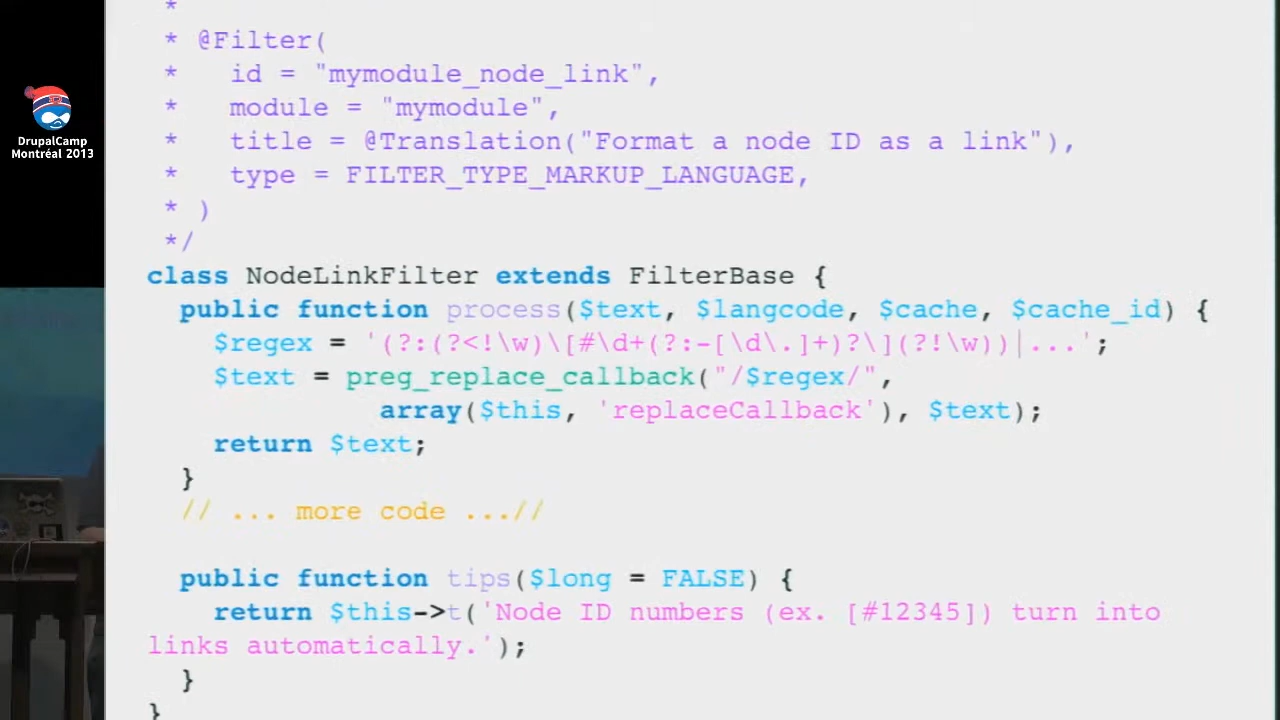 DrupalCamp
Montréal 2013
*
* @Filter(
*   id = "mymodule_node_link",
*   module = "mymodule",
*   title = @Translation("Format a node ID as a link"),
*   type = FILTER_TYPE_MARKUP_LANGUAGE,
* )
*/
class NodeLinkFilter extends FilterBase {
  public function process($text, $langcode, $cache, $cache_id) {
    $regex = '(?:(?<!\w)\[#\d+(?:-[\d\.]+)?\](?!\w))|...';
    $text = preg_replace_callback("/$regex/",
              array($this, 'replaceCallback'), $text);
    return $text;
  }
  // ... more code ...//
  public function tips($long = FALSE) {
    return $this->t('Node ID numbers (ex. [#12345]) turn into
links automatically.');
  }
}